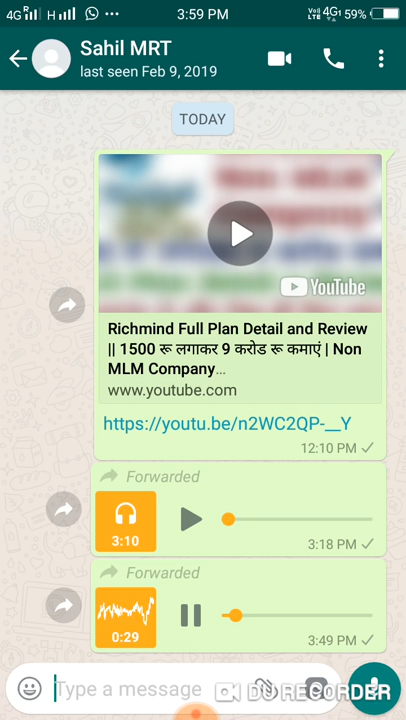 4G R H 3:59 PM VoLTE 4G1 59%
Sahil MRT
last seen Feb 9, 2019
TODAY
YouTube
Richmind Full Plan Detail and Review
|| 1500 रू लगाकर 9 करोड रू कमाएं | Non
MLM Company...
www.youtube.com
https://youtu.be/n2WC2QP-__Y
12:10 PM
Forwarded
3:10
3:18 PM
Forwarded
0:29
3:49 PM
Type a message
DU RECORDER